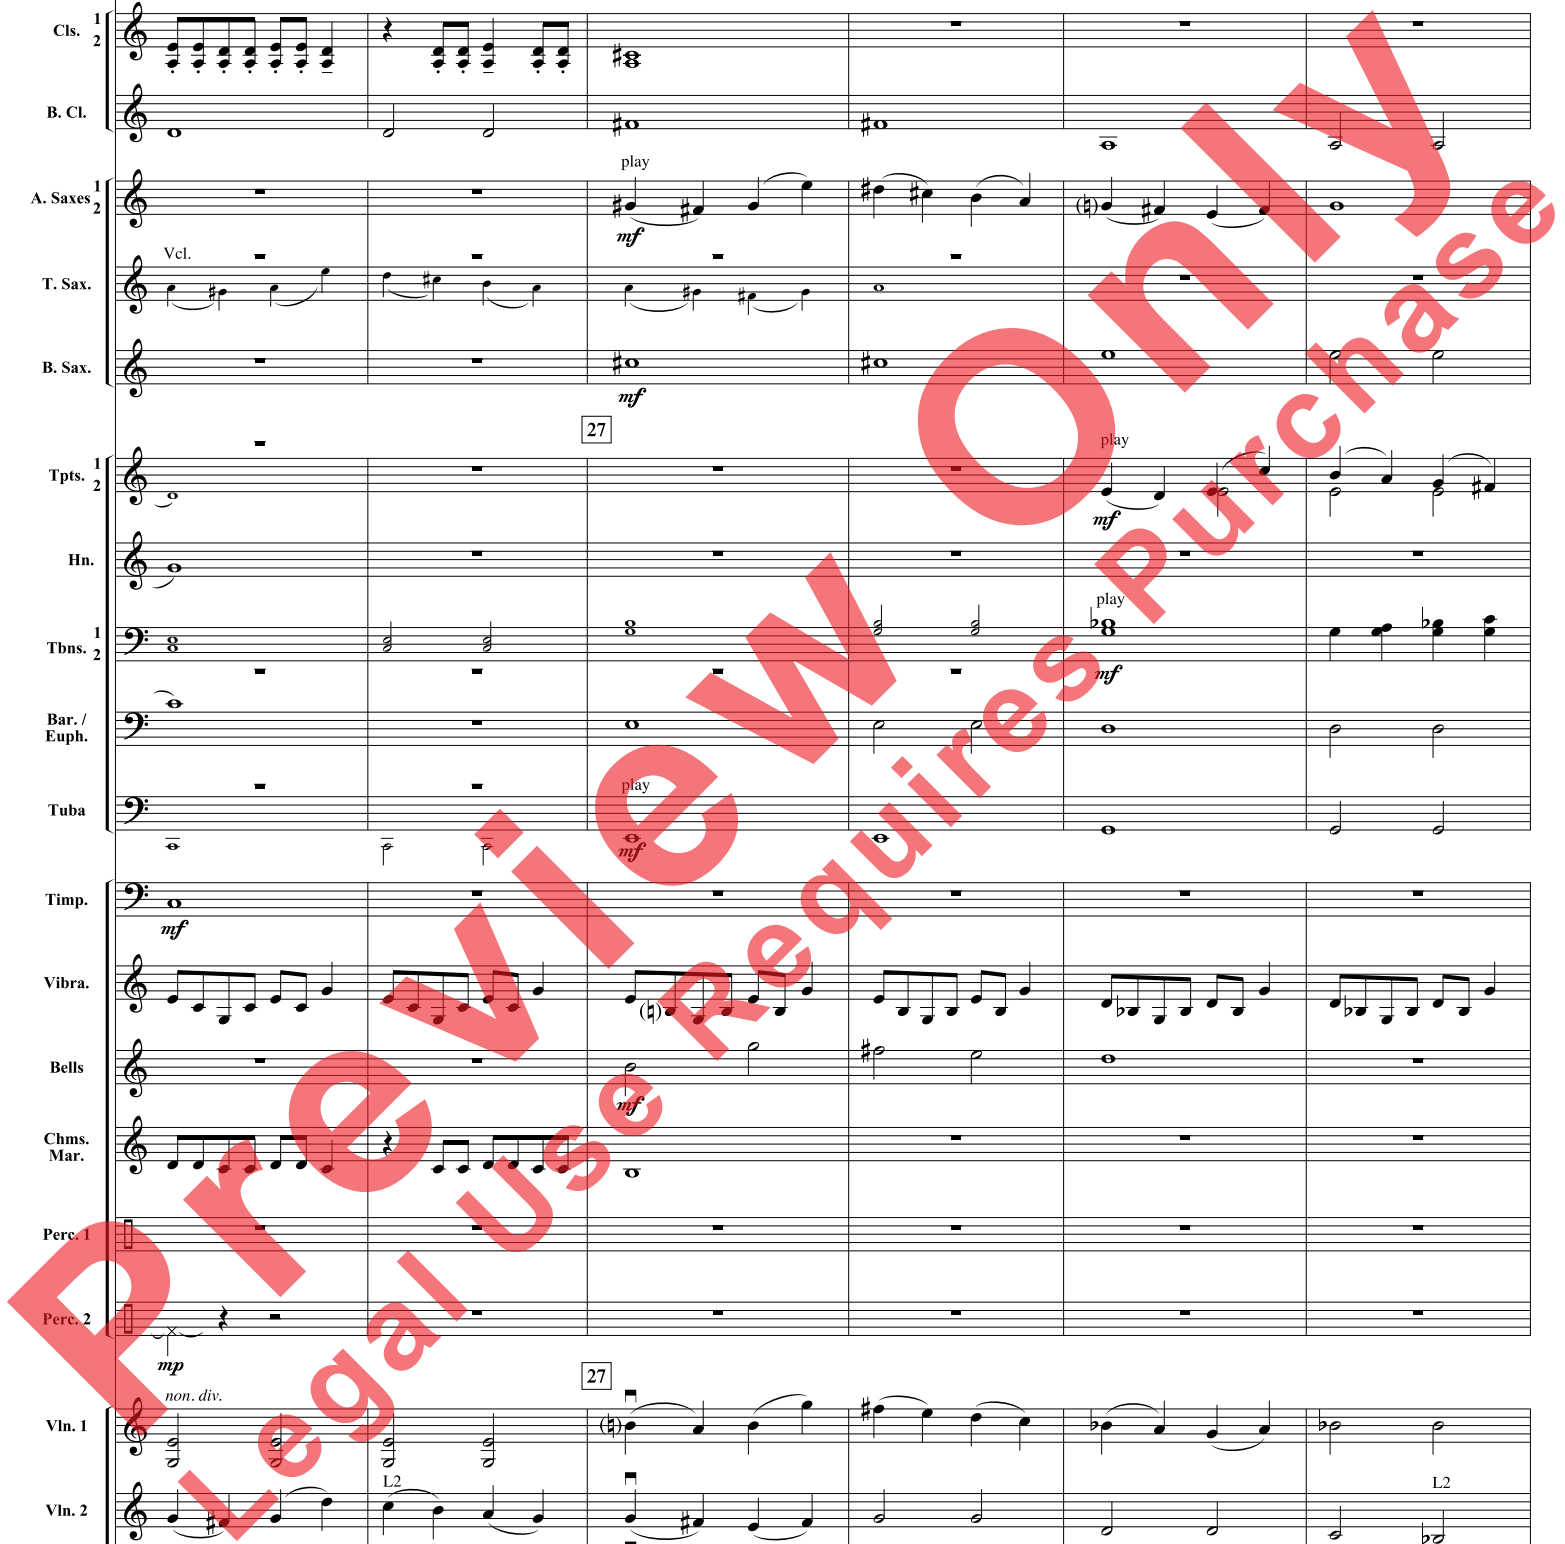 Cls. 1 2
B. Cl.
play
A. Saxes 1 2
mf
Vcl.
T. Sax.
B. Sax.
mf
27
play
Tpts. 1 2
mf
Hn.
play
Tbns. 1 2
mf
Bar. /
Euph.
play
Tuba
mf
Timp.
mf
Vibra.
Bells
mf
Chms.
Mar.
Perc. 1
Perc. 2
mp
27
non. div.
Vln. 1
L2
L2
Vln. 2
Preview Only
Legal Use Requires Purchase